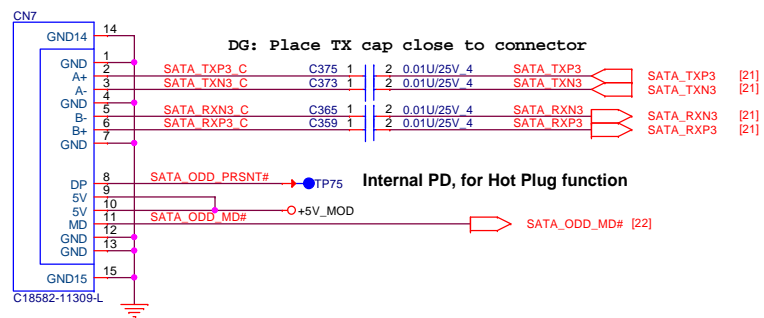 CN7
GND14 14
DG: Place TX cap close to connector
GND 1
A+ 2 SATA_TXP3_C C375 1 2 0.01U/25V_4 SATA_TXP3 SATA_TXP3 [21]
A- 3 SATA_TXN3_C C373 1 2 0.01U/25V_4 SATA_TXN3 SATA_TXN3 [21]
GND 4
B- 5 SATA_RXN3_C C365 1 2 0.01U/25V_4 SATA_RXN3 SATA_RXN3 [21]
B+ 6 SATA_RXP3_C C359 1 2 0.01U/25V_4 SATA_RXP3 SATA_RXP3 [21]
GND 7
DP 8 SATA_ODD_PRSNT# TP75 Internal PD, for Hot Plug function
5V 9
5V 10 +5V_MOD
MD 11 SATA_ODD_MD# SATA_ODD_MD# [22]
GND 12
GND 13
GND15 15
C18582-11309-L